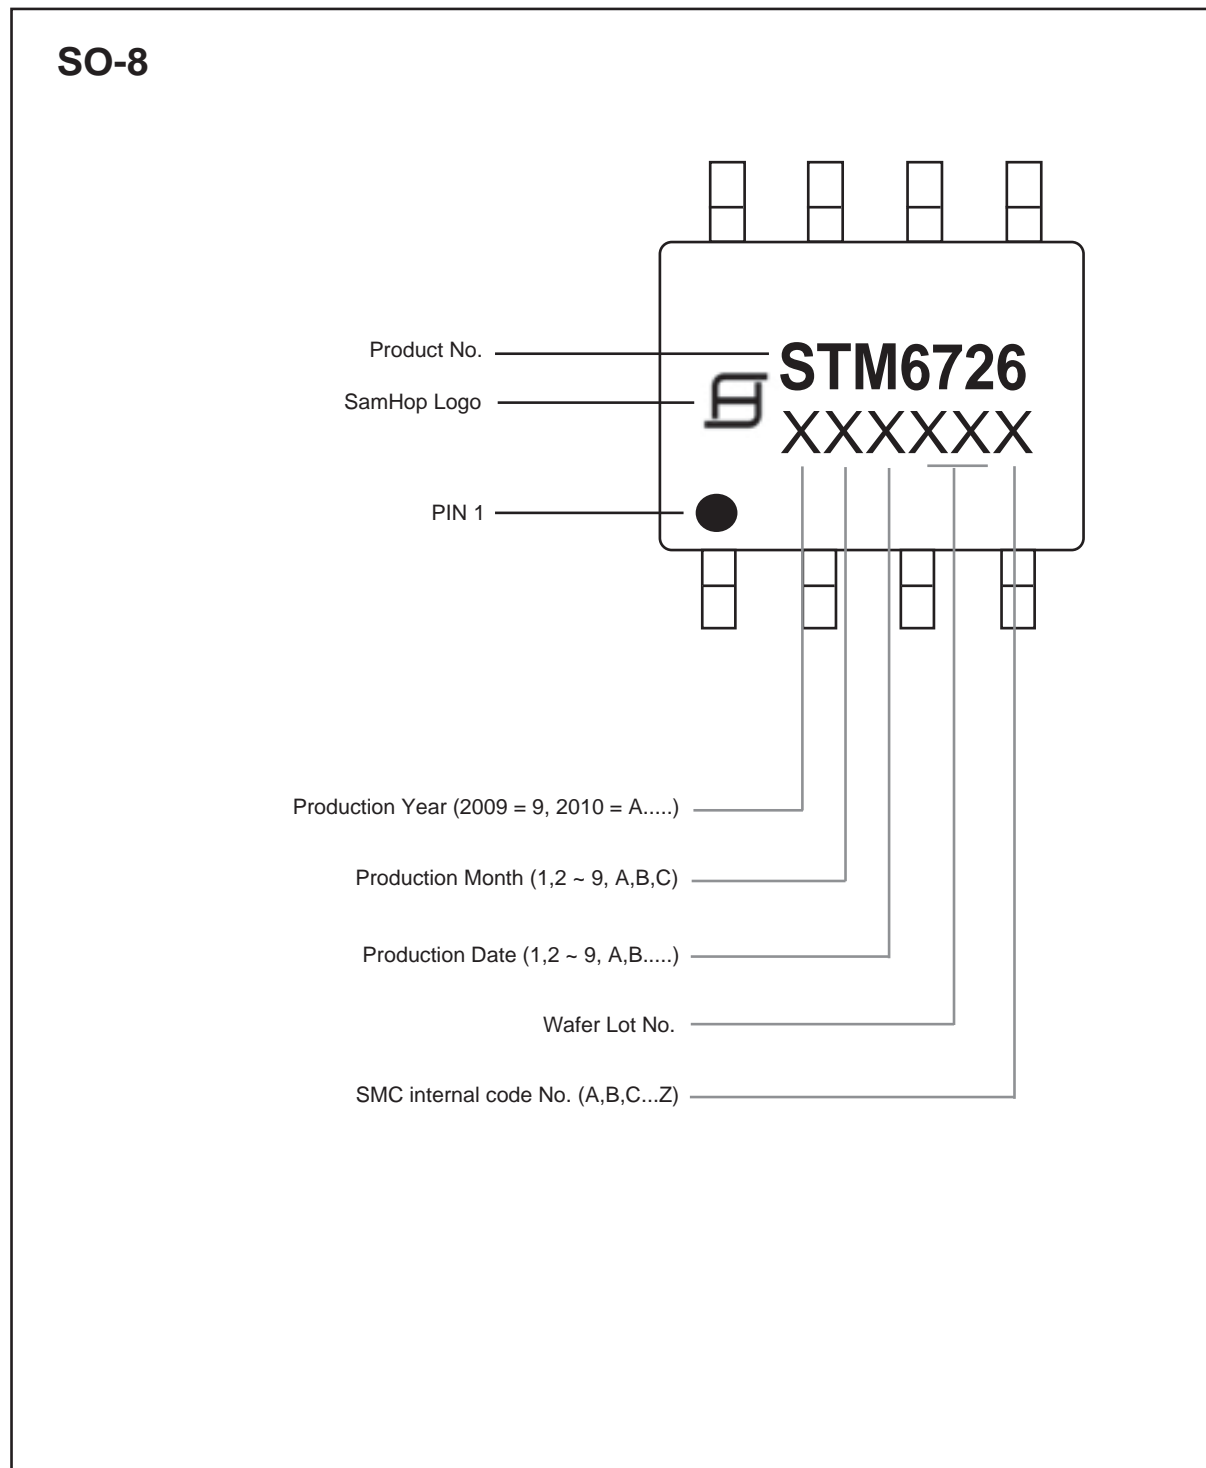 SO-8
Product No.
STM6726
SamHop Logo
XXXXXX
PIN 1
Production Year (2009 = 9, 2010 = A.....)
Production Month (1,2 ~ 9, A,B,C)
Production Date (1,2 ~ 9, A,B.....)
Wafer Lot No.
SMC internal code No. (A,B,C...Z)